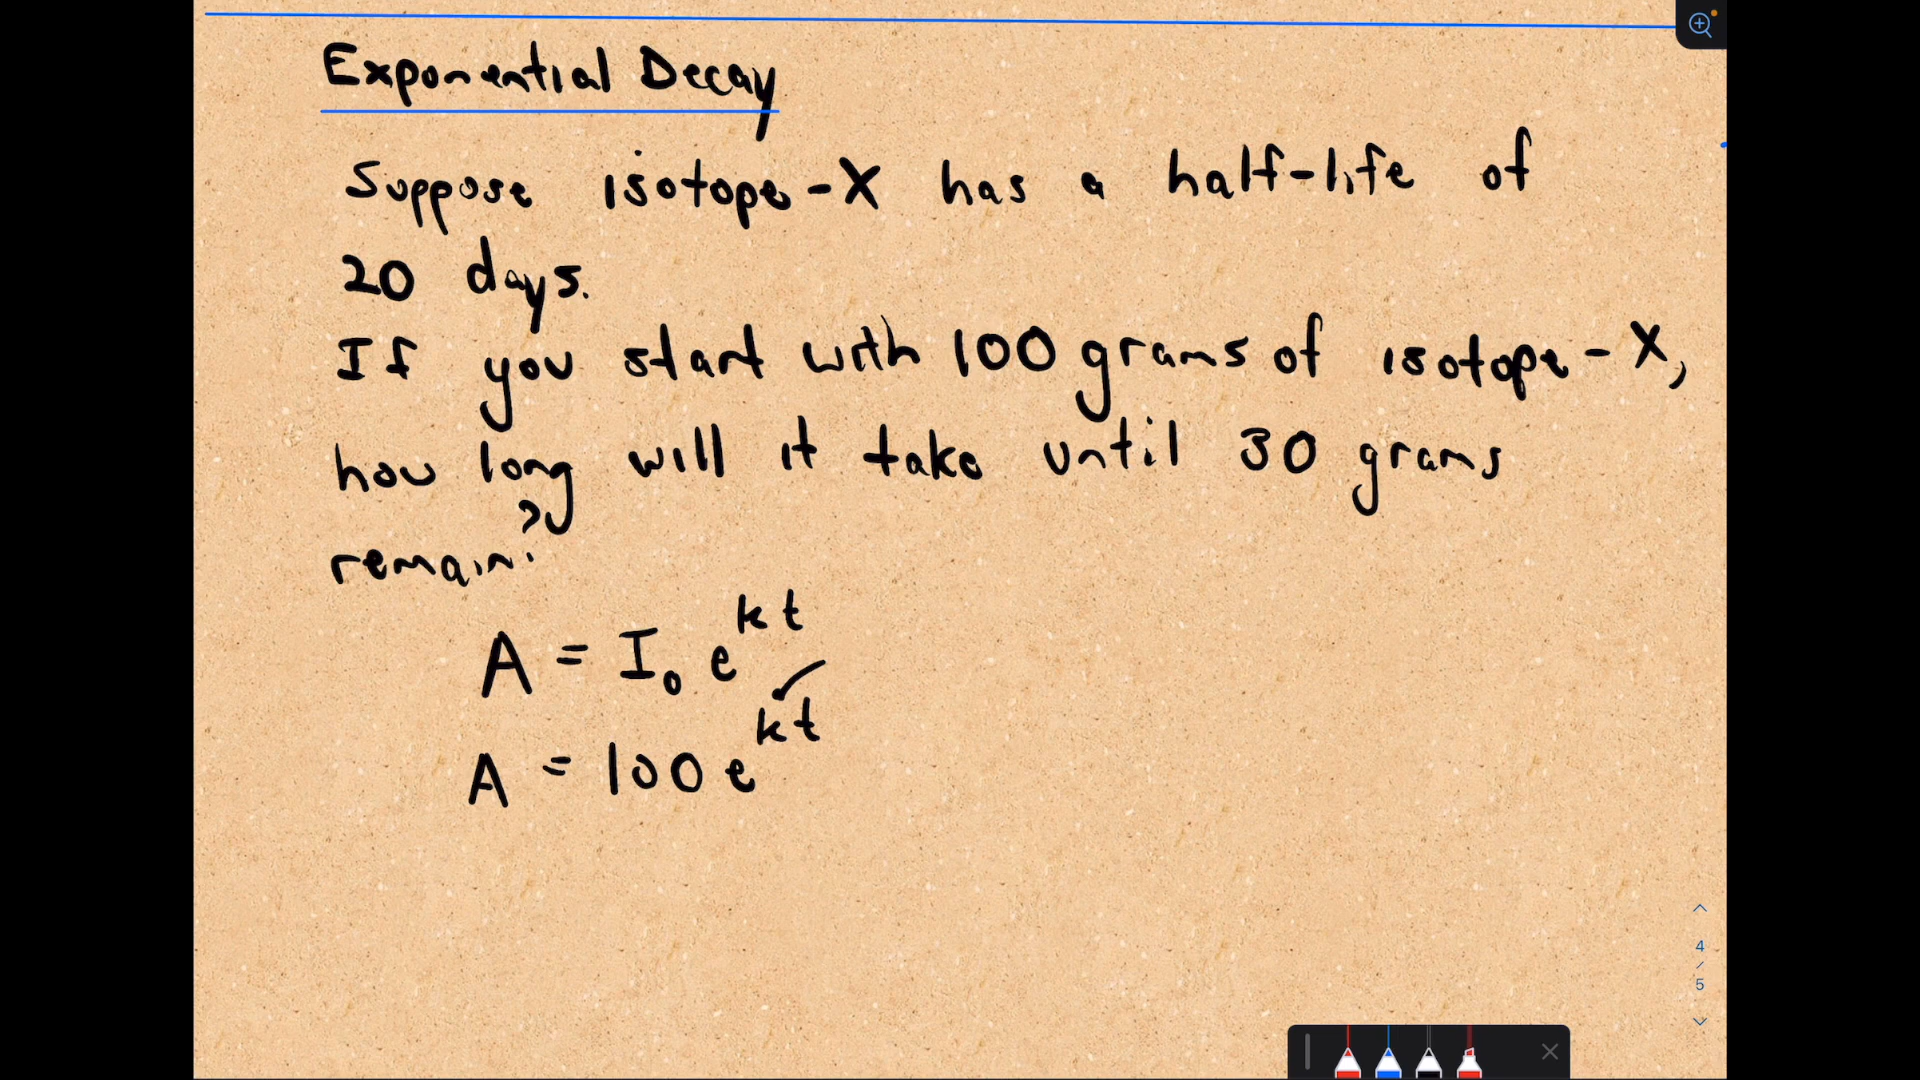 Exponential Decay
Suppose isotope-X has a half-life of
20 days.
If you start with 100 grams of isotope-X,
how long will it take until 30 grams
remain?
A = I₀ e^kt
A = 100 e^kt
4
/
5